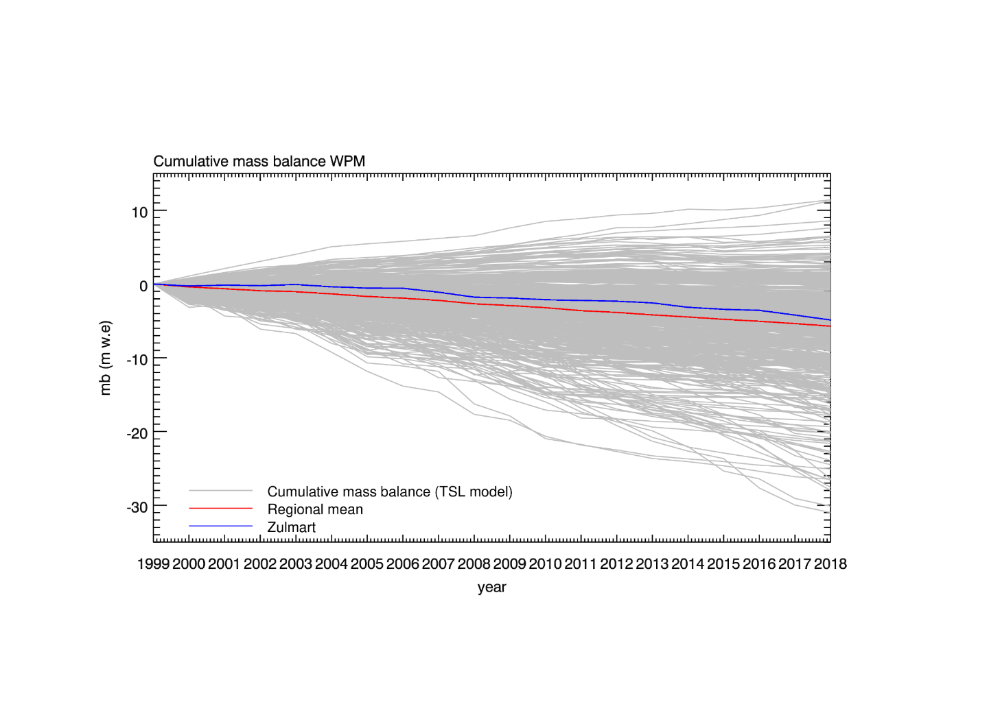 Cumulative mass balance WPM
10
0
-10
-20
-30
mb (m w.e)
Cumulative mass balance (TSL model)
Regional mean
Zulmart
1999 2000 2001 2002 2003 2004 2005 2006 2007 2008 2009 2010 2011 2012 2013 2014 2015 2016 2017 2018
year